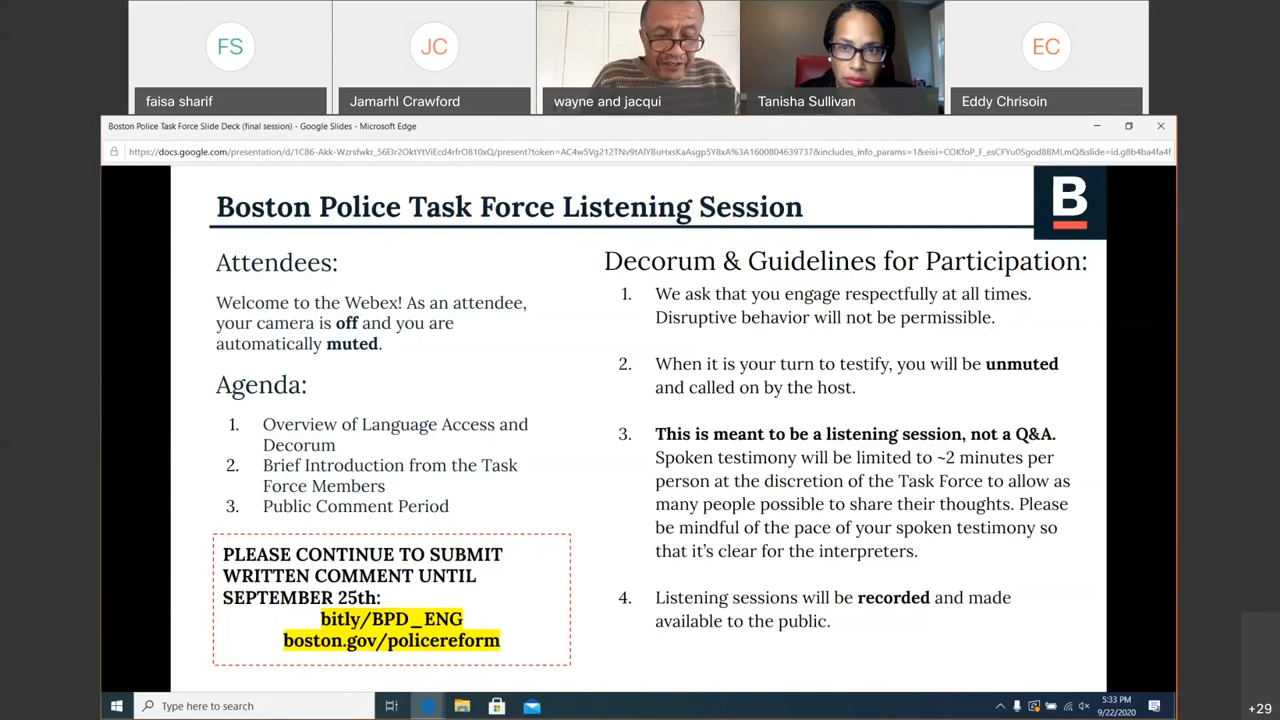 FS
JC
EC
faisa sharif
Jamarhl Crawford
wayne and jacqui
Tanisha Sullivan
Eddy Chrisoin
Boston Police Task Force Slide Deck (final session) - Google Slides - Microsoft Edge
Boston Police Task Force Listening Session
B
Attendees:
Welcome to the Webex! As an attendee,
your camera is off and you are
automatically muted.
Agenda:
1. Overview of Language Access and
Decorum
2. Brief Introduction from the Task
Force Members
3. Public Comment Period
PLEASE CONTINUE TO SUBMIT
WRITTEN COMMENT UNTIL
SEPTEMBER 25th:
bitly/BPD_ENG
boston.gov/policereform
Decorum & Guidelines for Participation:
1. We ask that you engage respectfully at all times.
Disruptive behavior will not be permissible.
2. When it is your turn to testify, you will be unmuted
and called on by the host.
3. This is meant to be a listening session, not a Q&A.
Spoken testimony will be limited to ~2 minutes per
person at the discretion of the Task Force to allow as
many people possible to share their thoughts. Please
be mindful of the pace of your spoken testimony so
that it's clear for the interpreters.
4. Listening sessions will be recorded and made
available to the public.
Type here to search
5:33 PM
9/22/2020
+29